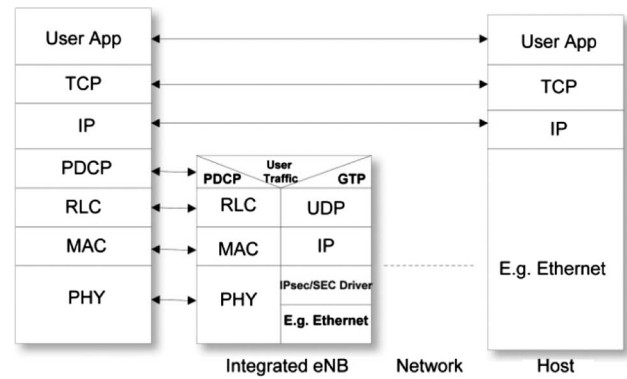 User App
TCP
IP
PDCP
RLC
MAC
PHY
User
Traffic
PDCP
GTP
RLC
UDP
MAC
IP
PHY
IPsec/SEC Driver
E.g. Ethernet
User App
TCP
IP
E.g. Ethernet
Integrated eNB
Network
Host